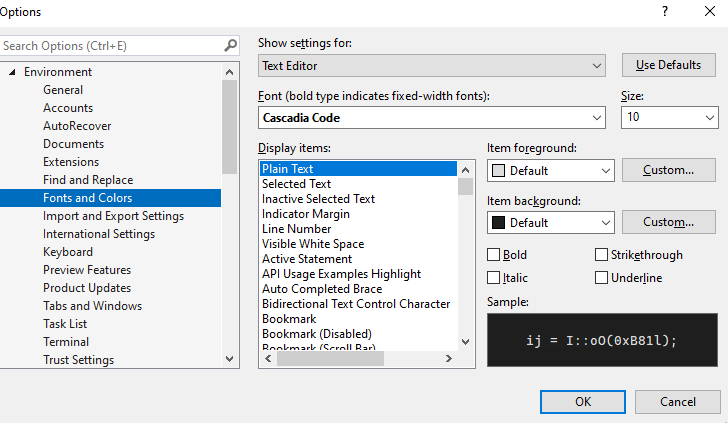 Options
Search Options (Ctrl+E)
Environment
General
Accounts
AutoRecover
Documents
Extensions
Find and Replace
Fonts and Colors
Import and Export Settings
International Settings
Keyboard
Preview Features
Product Updates
Tabs and Windows
Task List
Terminal
Trust Settings
Show settings for:
Text Editor
Use Defaults
Font (bold type indicates fixed-width fonts):
Size:
Cascadia Code
10
Display items:
Plain Text
Selected Text
Inactive Selected Text
Indicator Margin
Line Number
Visible White Space
Active Statement
API Usage Examples Highlight
Auto Completed Brace
Bidirectional Text Control Character
Bookmark
Bookmark (Disabled)
Bookmark (Scroll Bar)
Item foreground:
Default
Custom...
Item background:
Default
Custom...
Bold
Strikethrough
Italic
Underline
Sample:
ij = I::oO(0xB81l);
OK
Cancel